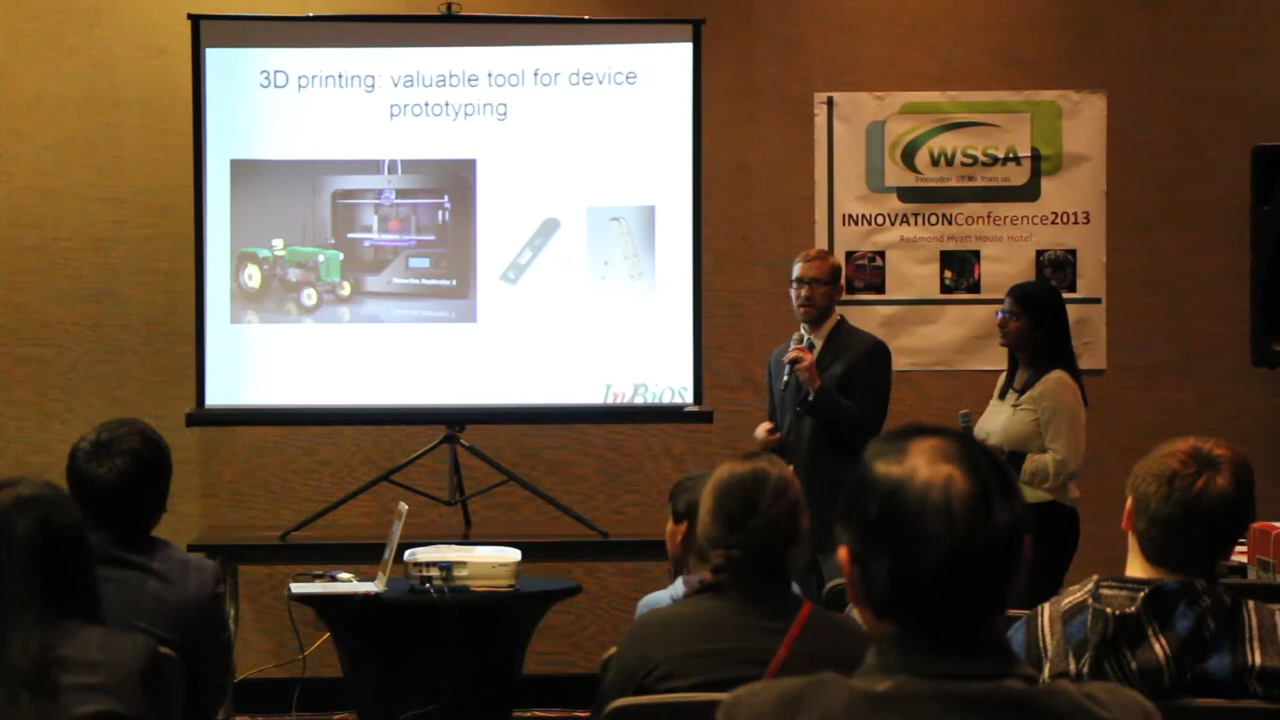 3D printing: valuable tool for device
prototyping
InBiOS
WSSA
INNOVATIONConference2013
Redmond Hyatt House Hotel